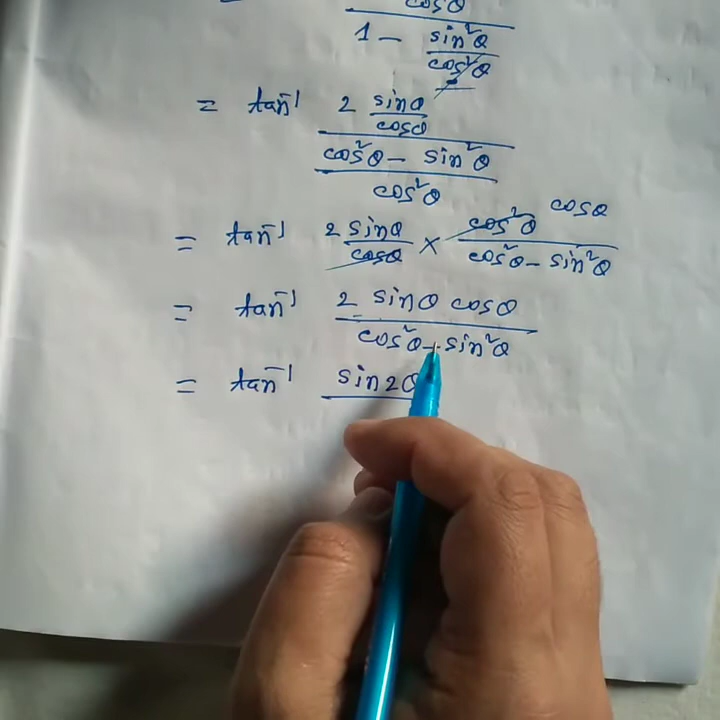 cosθ
1 - sin²θ
cos²θ
= tan⁻¹ 2 sinθ
cosθ
cos²θ - sin²θ
cos²θ
= tan⁻¹ 2 sinθ × cos²θ cosθ
cosθ cos²θ - sin²θ
= tan⁻¹ 2 sinθ cosθ
cos²θ - sin²θ
= tan⁻¹ sin2θ